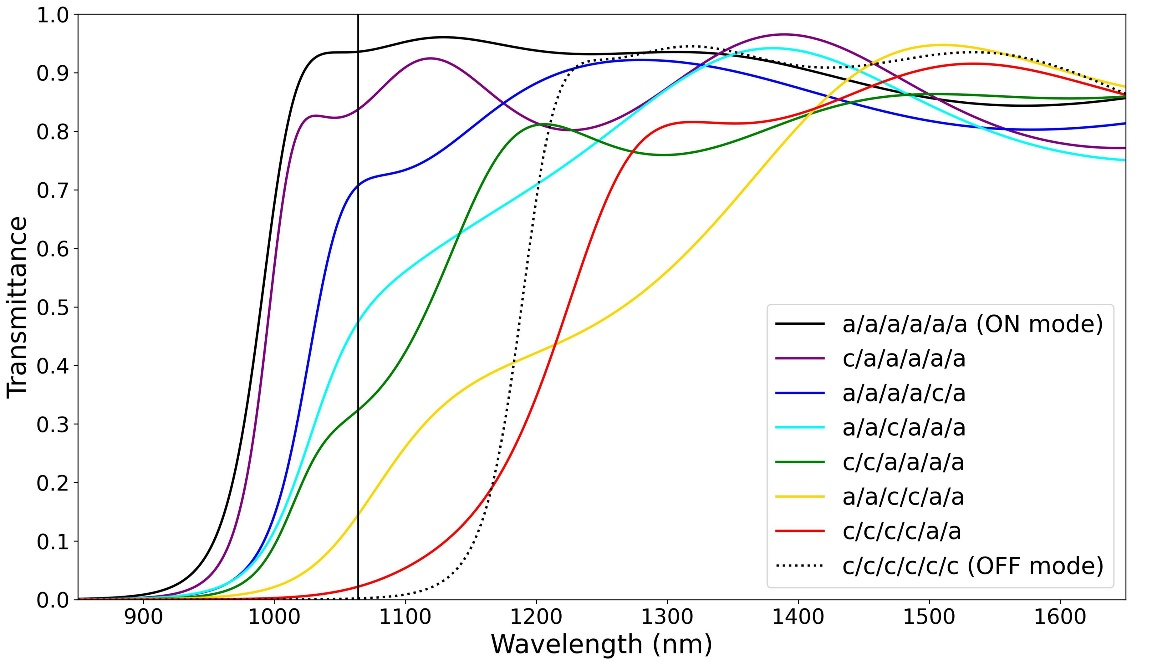 Transmittance
1.0
0.9
0.8
0.7
0.6
0.5
0.4
0.3
0.2
0.1
0.0
a/a/a/a/a/a (ON mode)
c/a/a/a/a/a
a/a/a/a/c/a
a/a/c/a/a/a
c/c/a/a/a/a
a/a/c/c/a/a
c/c/c/c/a/a
c/c/c/c/c/c (OFF mode)
900 1000 1100 1200 1300 1400 1500 1600
Wavelength (nm)